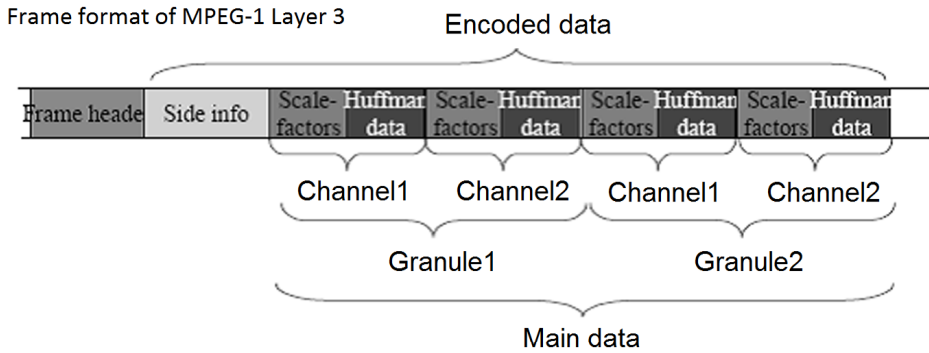 Frame format of MPEG-1 Layer 3
Encoded data
Frame heade
Side info
Scale-
factors
Huffman
data
Scale-
factors
Huffman
data
Scale-
factors
Huffman
data
Scale-
factors
Huffman
data
Channel1
Channel2
Channel1
Channel2
Granule1
Granule2
Main data